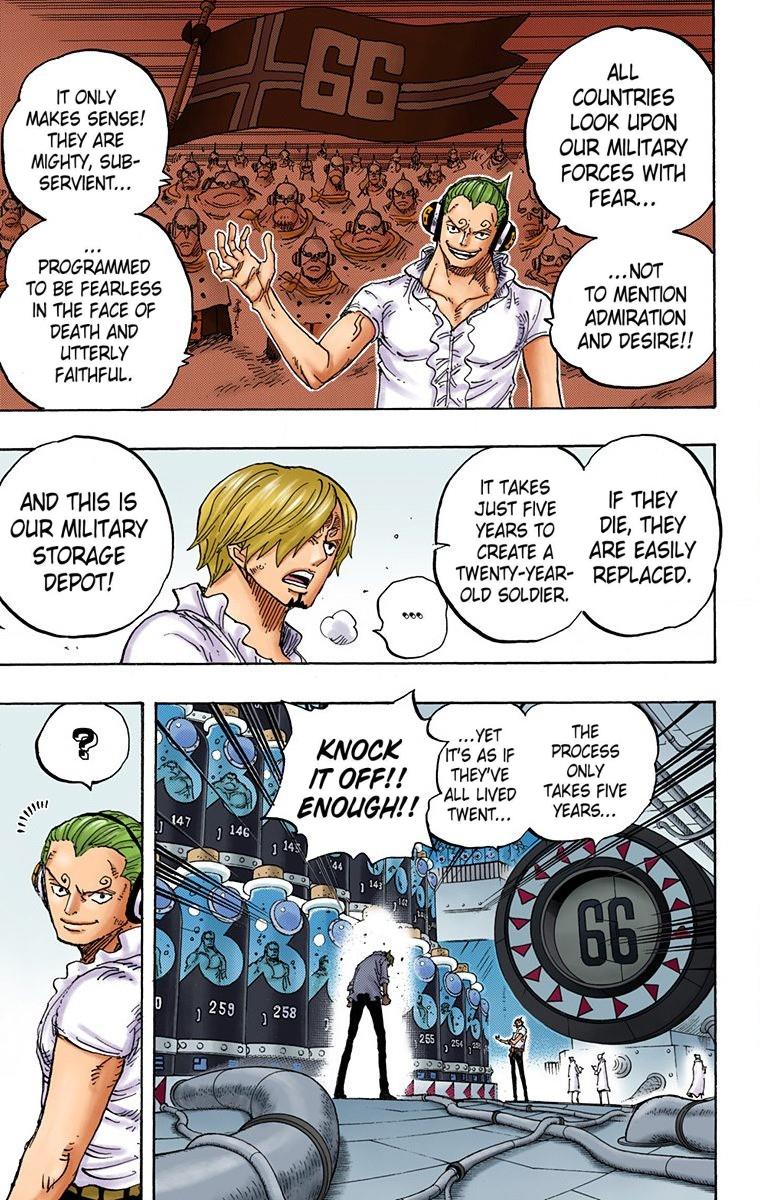 ALL
COUNTRIES
LOOK UPON
OUR MILITARY
FORCES WITH
FEAR...
...NOT
TO MENTION
ADMIRATION
AND DESIRE!!
66
IT ONLY
MAKES SENSE!
THEY ARE
MIGHTY, SUB-
SERVIENT...
...
PROGRAMMED
TO BE FEARLESS
IN THE FACE OF
DEATH AND
UTTERLY
FAITHFUL.
IF THEY
DIE, THEY
ARE EASILY
REPLACED.
IT TAKES
JUST FIVE
YEARS TO
CREATE A
TWENTY-YEAR-
OLD SOLDIER.
...
AND THIS IS
OUR MILITARY
STORAGE
DEPOT!
THE
PROCESS
ONLY
TAKES FIVE
YEARS...
...YET
IT'S AS IF
THEY'VE
ALL LIVED
TWENT...
KNOCK
IT OFF!!
ENOUGH!!
147
146
145
143
66
259
258
255
254
?